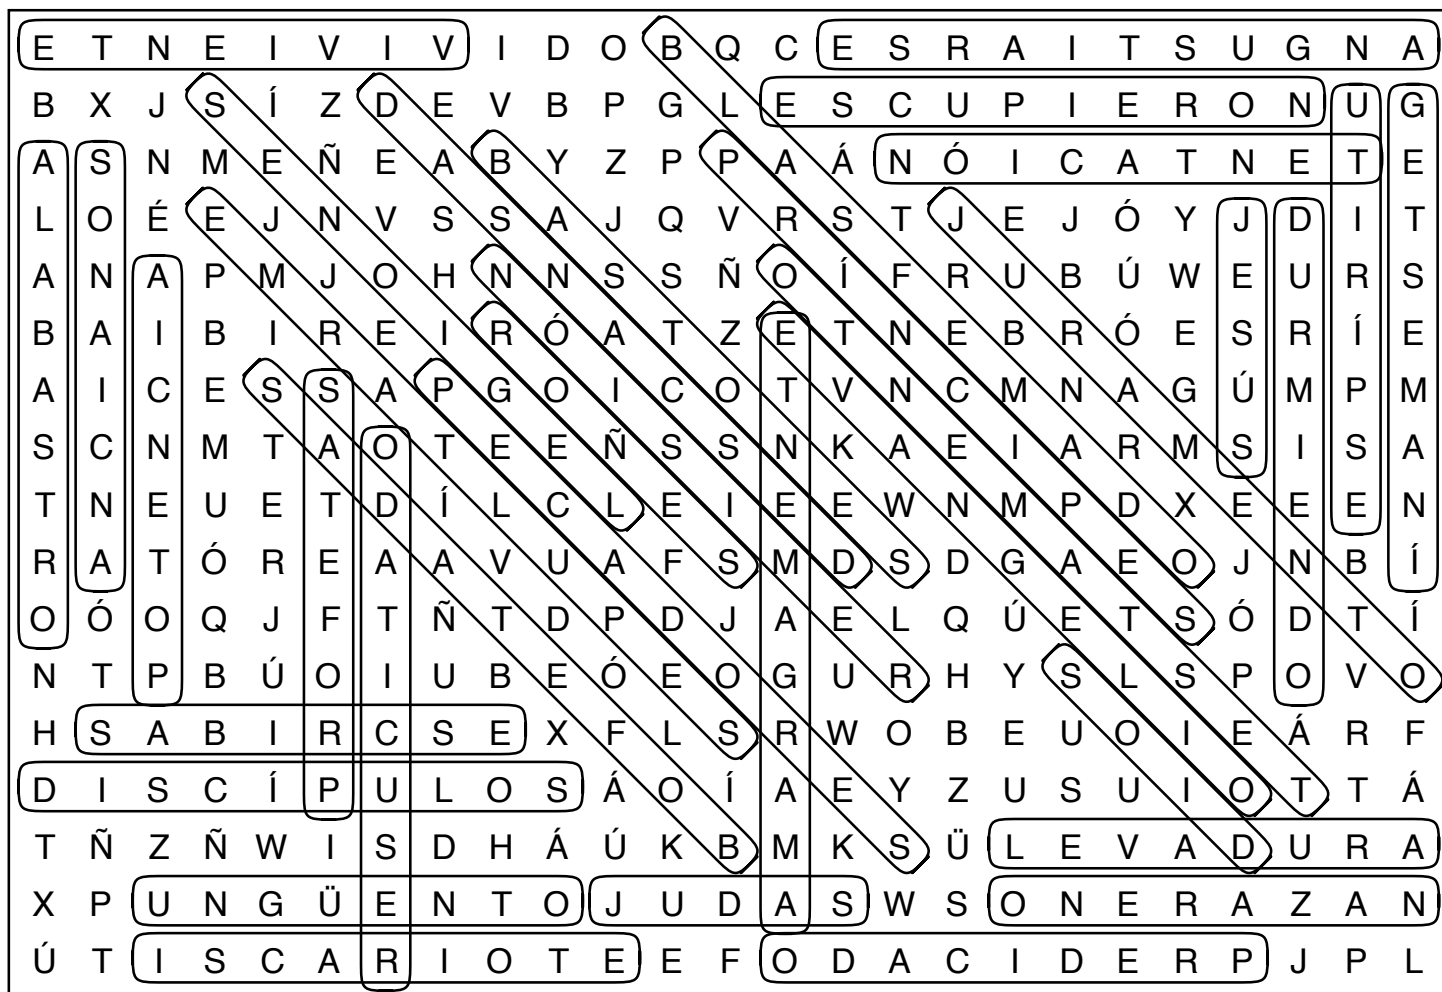 E T N E I V I V I D O B Q C E S R A I T S U G N A
B X J S Í Z D E V B P G L E S C U P I E R O N U G
A S N M E Ñ E A B Y Z P P A Á N Ó I C A T N E T E
L O É E J N V S S A J Q V R S T J E J Ó Y J D I T
A N A P M J O H N N S S Ñ O Í F R U B Ú W E U R S
B A I B I R E I R Ó A T Z E T N E B R Ó E S R Í E
A I C E S S A P G O I C O T V N C M N A G Ú M P M
S C N M T A O T E E Ñ S S N K A E I A R M S I S A
T N E U E T D Í L C L E I E E W N M P D X E E E N
R A T Ó R E A A V U A F S M D S D G A E O J N B Í
O Ó O Q J F T Ñ T D P D J A E L Q Ú E T S Ó D T Í
N T P B Ú O I U B E Ó E O G U R H Y S L S P O V O
H S A B I R C S E X F L S R W O B E U O I E Á R F
D I S C Í P U L O S Á O Í A E Y Z U S U I O T T Á
T Ñ Z Ñ W I S D H Á Ú K B M K S Ü L E V A D U R A
X P U N G Ü E N T O J U D A S W S O N E R A Z A N
Ú T I S C A R I O T E E F O D A C I D E R P J P L